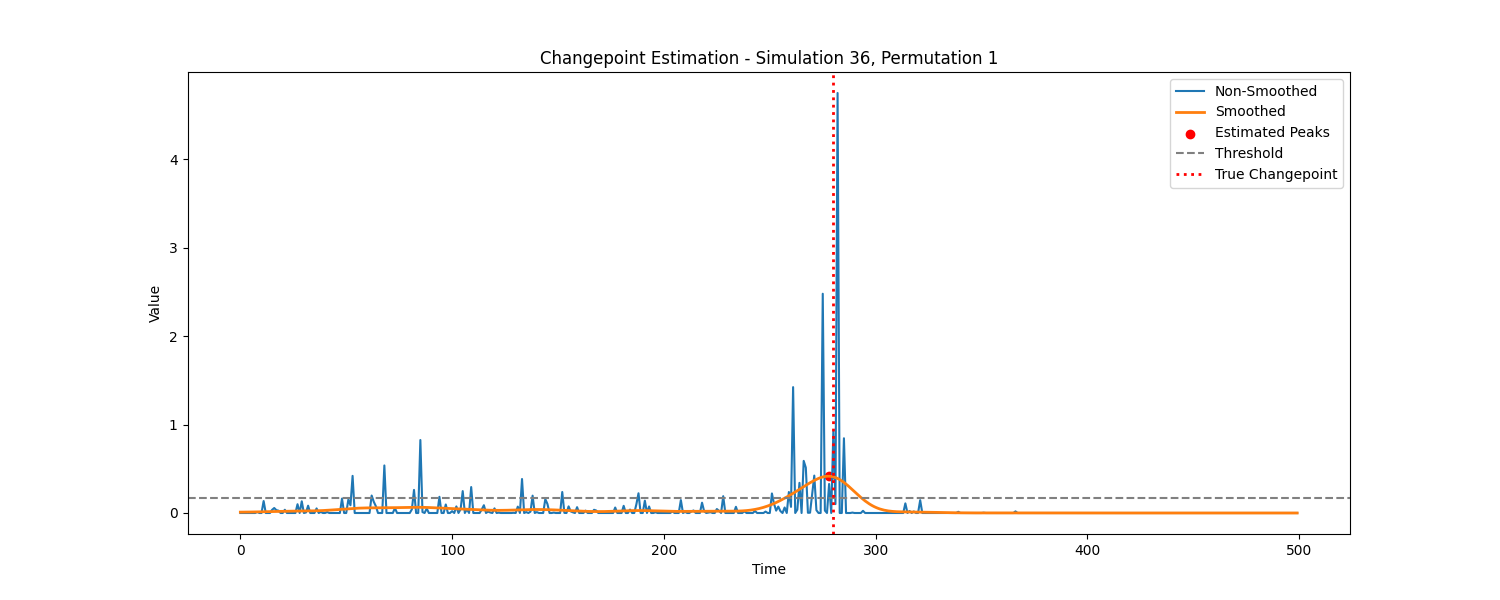 Changepoint Estimation - Simulation 36, Permutation 1
Non-Smoothed
Smoothed
Estimated Peaks
Threshold
True Changepoint
Value
4
3
2
1
0
0 100 200 300 400 500
Time